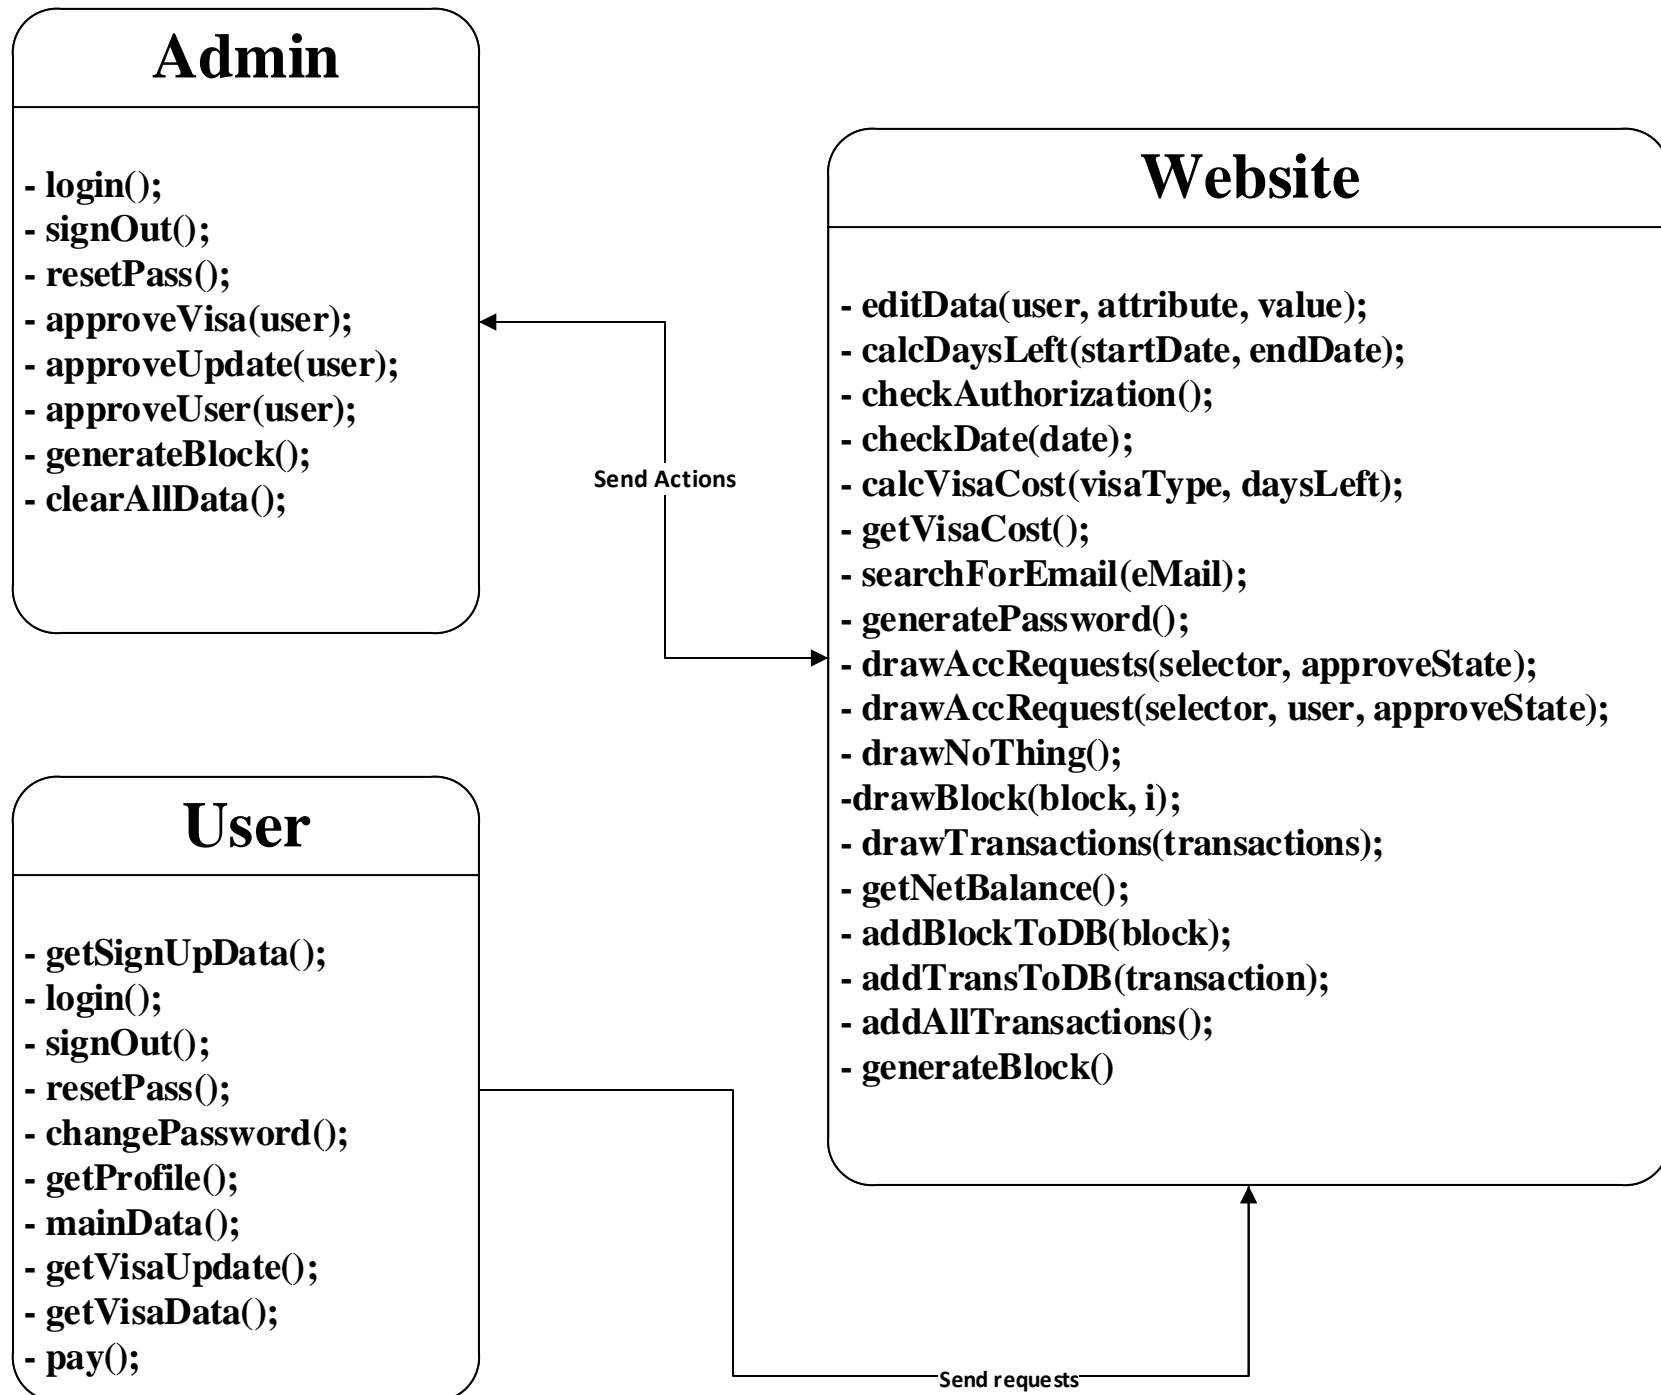 Admin
- login();
- signOut();
- resetPass();
- approveVisa(user);
- approveUpdate(user);
- approveUser(user);
- generateBlock();
- clearAllData();
Send Actions
Website
- editData(user, attribute, value);
- calcDaysLeft(startDate, endDate);
- checkAuthorization();
- checkDate(date);
- calcVisaCost(visaType, daysLeft);
- getVisaCost();
- searchForEmail(eMail);
- generatePassword();
- drawAccRequests(selector, approveState);
- drawAccRequest(selector, user, approveState);
- drawNoThing();
-drawBlock(block, i);
- drawTransactions(transactions);
- getNetBalance();
- addBlockToDB(block);
- addTransToDB(transaction);
- addAllTransactions();
- generateBlock()
User
- getSignUpData();
- login();
- signOut();
- resetPass();
- changePassword();
- getProfile();
- mainData();
- getVisaUpdate();
- getVisaData();
- pay();
Send requests